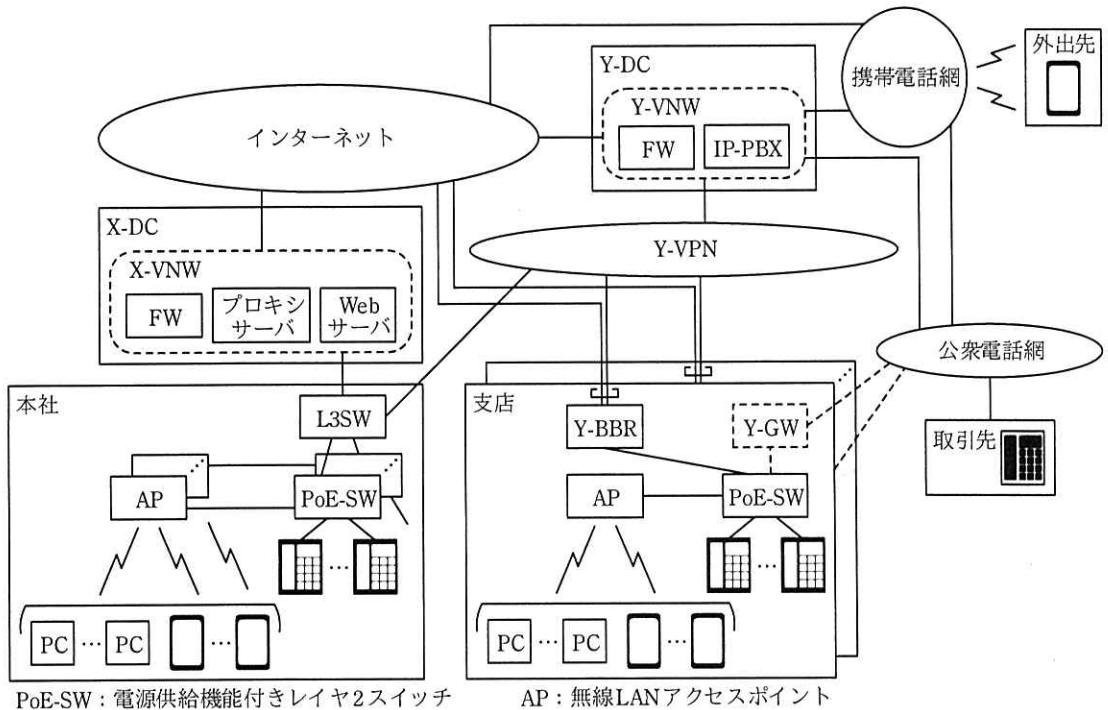 外出先
携帯電話網
Y-DC
Y-VNW
FW
IP-PBX
インターネット
X-DC
X-VNW
FW
プロキシ
サーバ
Web
サーバ
Y-VPN
公衆電話網
取引先
本社
L3SW
AP
PoE-SW
PC
…
PC
…
…
支店
Y-BBR
Y-GW
AP
PoE-SW
…
PC
…
PC
…
PoE-SW：電源供給機能付きレイヤ2スイッチ
AP：無線LANアクセスポイント